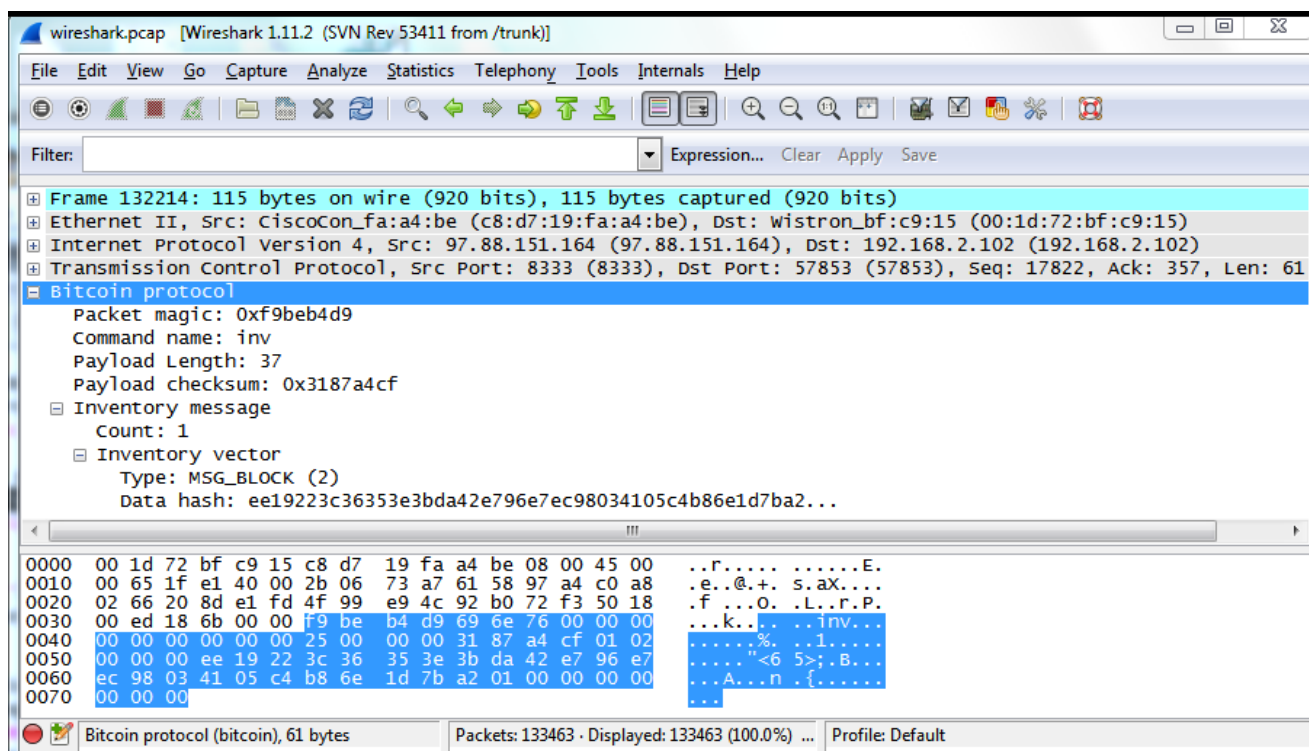 wireshark.pcap [Wireshark 1.11.2 (SVN Rev 53411 from /trunk)]
File Edit View Go Capture Analyze Statistics Telephony Tools Internals Help
Filter: Expression... Clear Apply Save
Frame 132214: 115 bytes on wire (920 bits), 115 bytes captured (920 bits)
Ethernet II, Src: CiscoCon_fa:a4:be (c8:d7:19:fa:a4:be), Dst: Wistron_bf:c9:15 (00:1d:72:bf:c9:15)
Internet Protocol Version 4, Src: 97.88.151.164 (97.88.151.164), Dst: 192.168.2.102 (192.168.2.102)
Transmission Control Protocol, Src Port: 8333 (8333), Dst Port: 57853 (57853), Seq: 17822, Ack: 357, Len: 61
Bitcoin protocol
Packet magic: 0xf9beb4d9
Command name: inv
Payload Length: 37
Payload checksum: 0x3187a4cf
Inventory message
Count: 1
Inventory vector
Type: MSG_BLOCK (2)
Data hash: ee19223c36353e3bda42e796e7ec98034105c4b86e1d7ba2...
0000 00 1d 72 bf c9 15 c8 d7 19 fa a4 be 08 00 45 00 ..r..... ......E.
0010 00 65 1f e1 40 00 2b 06 73 a7 61 58 97 a4 c0 a8 .e..@.+. s.aX....
0020 02 66 20 8d e1 fd 4f 99 e9 4c 92 b0 72 f3 50 18 .f ...O. .L..r.P.
0030 00 ed 18 6b 00 00 f9 be b4 d9 69 6e 76 00 00 00 ...k.... ..inv...
0040 00 00 00 00 00 00 25 00 00 00 31 87 a4 cf 01 02 ......%. ..1.....
0050 00 00 00 ee 19 22 3c 36 35 3e 3b da 42 e7 96 e7 ....."<6 5>;.B...
0060 ec 98 03 41 05 c4 b8 6e 1d 7b a2 01 00 00 00 00 ...A...n .{......
0070 00 00 00 ...
Bitcoin protocol (bitcoin), 61 bytes Packets: 133463 · Displayed: 133463 (100.0%) ... Profile: Default